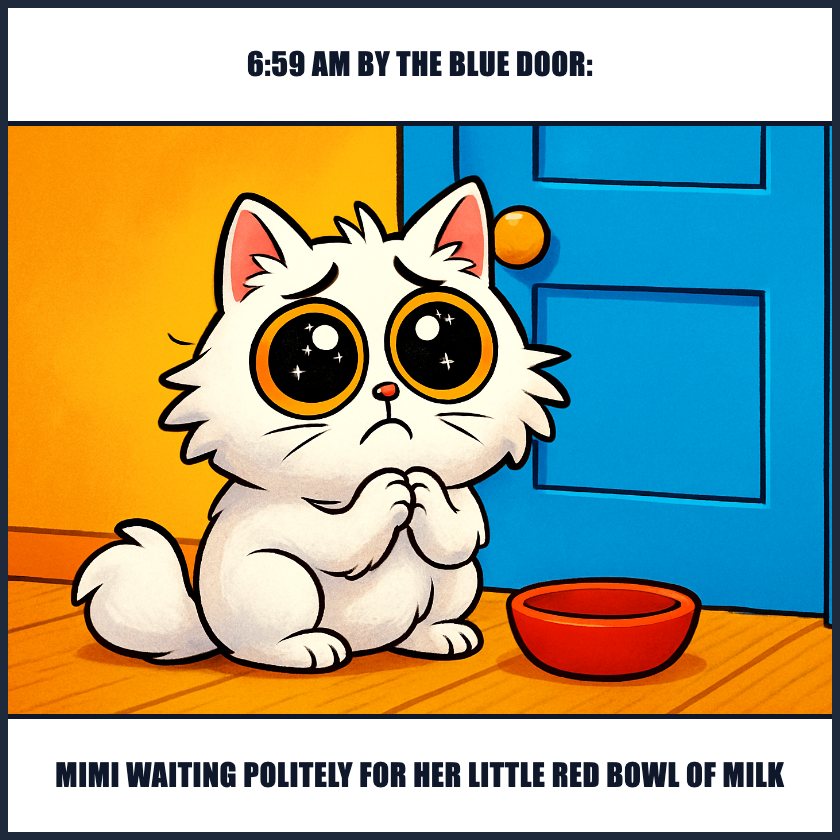 6:59 AM BY THE BLUE DOOR:
MIMI WAITING POLITELY FOR HER LITTLE RED BOWL OF MILK